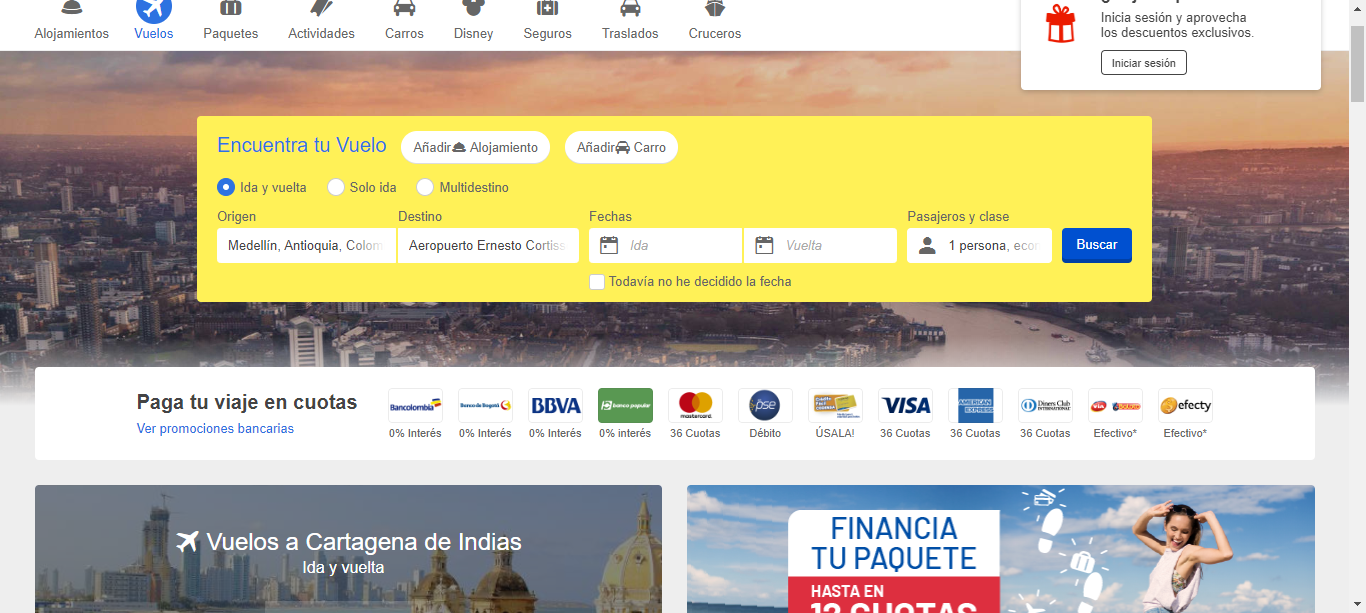 Inicia sesión y aprovecha
los descuentos exclusivos.
Iniciar sesión
Alojamientos
Vuelos
Paquetes
Actividades
Carros
Disney
Seguros
Traslados
Cruceros
Encuentra tu Vuelo
Añadir Alojamiento
Añadir Carro
Ida y vuelta
Solo ida
Multidestino
Origen
Destino
Fechas
Pasajeros y clase
Medellín, Antioquia, Colom
Aeropuerto Ernesto Cortiss
Ida
Vuelta
1 persona, econ
Buscar
Todavía no he decidido la fecha
Paga tu viaje en cuotas
Ver promociones bancarias
Bancolombia
0% Interés
Banco de Bogotá
0% Interés
BBVA
0% Interés
banco popular
0% interés
mastercard
36 Cuotas
pse
Débito
ÚSALA!
VISA
36 Cuotas
AMERICAN
EXPRESS
36 Cuotas
Diners Club
INTERNATIONAL
36 Cuotas
via
Efectivo*
efecty
Efectivo*
Vuelos a Cartagena de Indias
Ida y vuelta
FINANCIA
TU PAQUETE
HASTA EN
12 CUOTAS